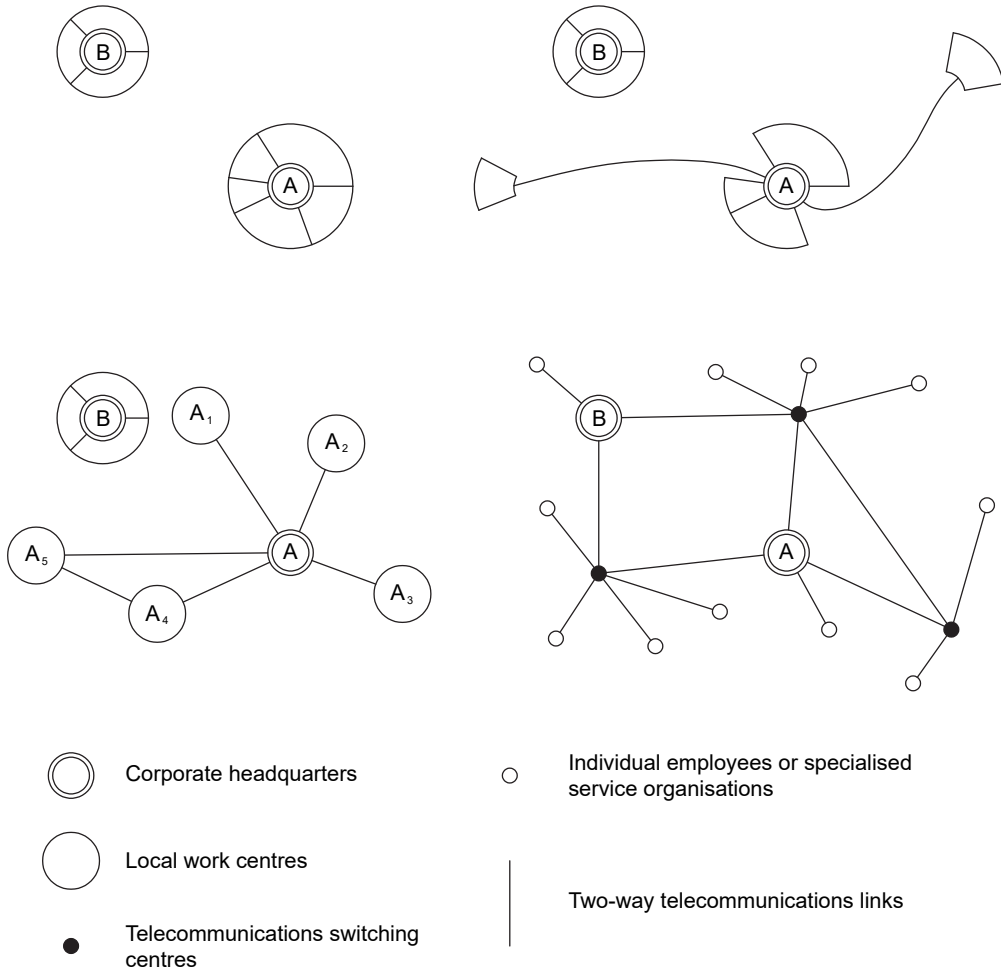 B
A
B
A
B
A₁
A₂
A
A₅
A₄
A₃
B
A
Corporate headquarters
Local work centres
Telecommunications switching
centres
Individual employees or specialised
service organisations
Two-way telecommunications links